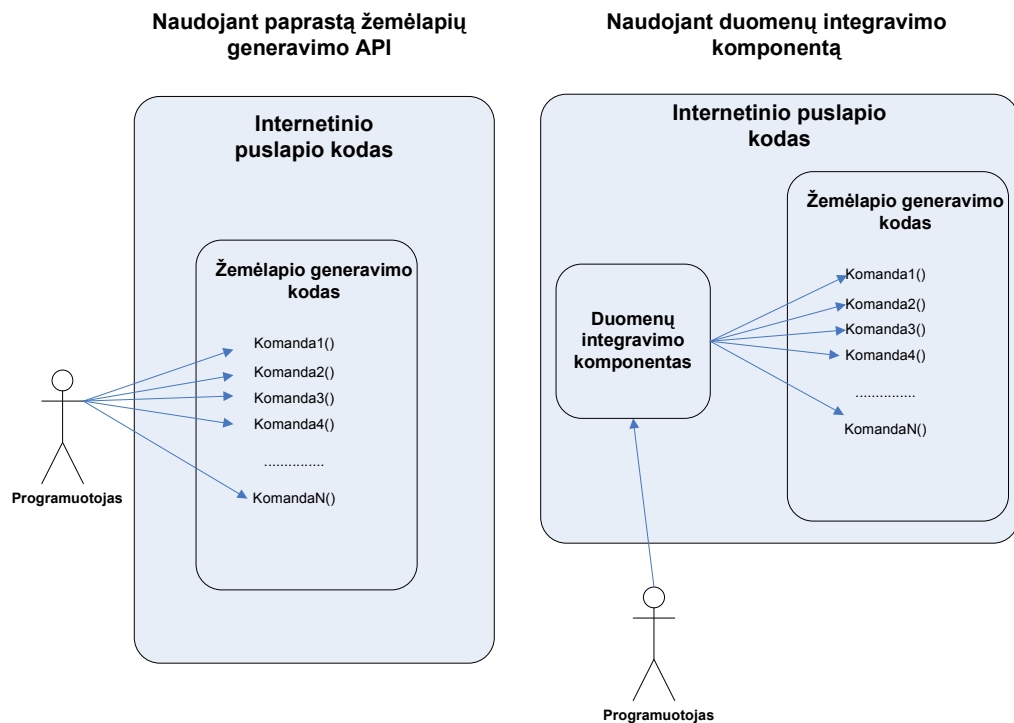 Naudojant paprastą žemėlapių
generavimo API
Internetinio
puslapio kodas
Žemėlapio generavimo
kodas
Komanda1()
Komanda2()
Komanda3()
Komanda4()
...............
KomandaN()
Programuotojas
Naudojant duomenų integravimo
komponentą
Internetinio puslapio
kodas
Žemėlapio generavimo
kodas
Duomenų
integravimo
komponentas
Komanda1()
Komanda2()
Komanda3()
Komanda4()
...............
KomandaN()
Programuotojas